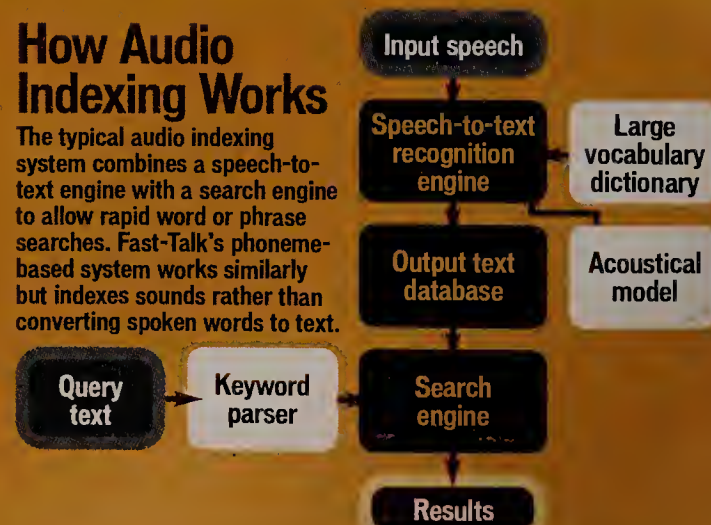 How Audio
Indexing Works
The typical audio indexing
system combines a speech-to-
text engine with a search engine
to allow rapid word or phrase
searches. Fast-Talk's phoneme-
based system works similarly
but indexes sounds rather than
converting spoken words to text.
Input speech
Speech-to-text
recognition
engine
Large
vocabulary
dictionary
Output text
database
Acoustical
model
Query
text
Keyword
parser
Search
engine
Results